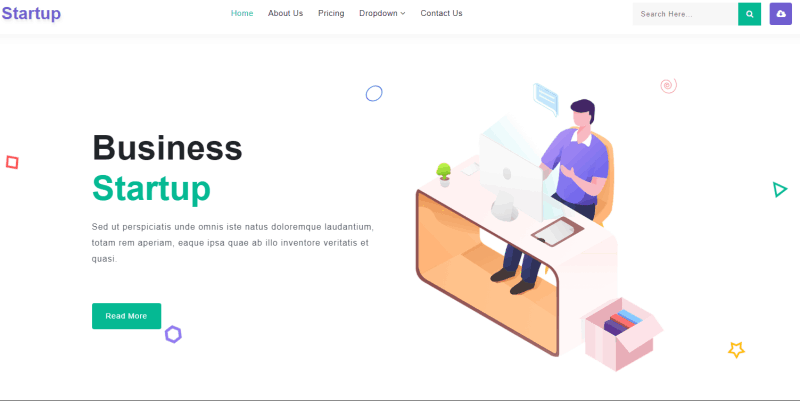 Startup
Home About Us Pricing Dropdown Contact Us
Search Here...
Business
Startup
Sed ut perspiciatis unde omnis iste natus doloremque laudantium,
totam rem aperiam, eaque ipsa quae ab illo inventore veritatis et
quasi.
Read More